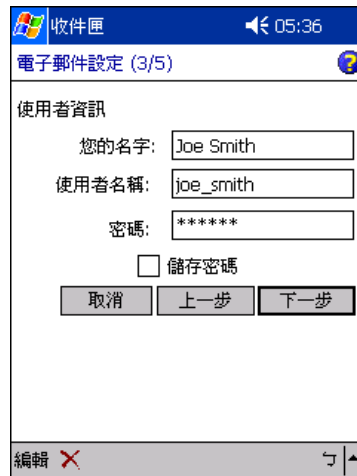 收件匣 05:36
電子郵件設定 (3/5)
使用者資訊
您的名字: Joe Smith
使用者名稱: joe_smith
密碼: ******
儲存密碼
取消 上一步 下一步
編輯 ㄅ